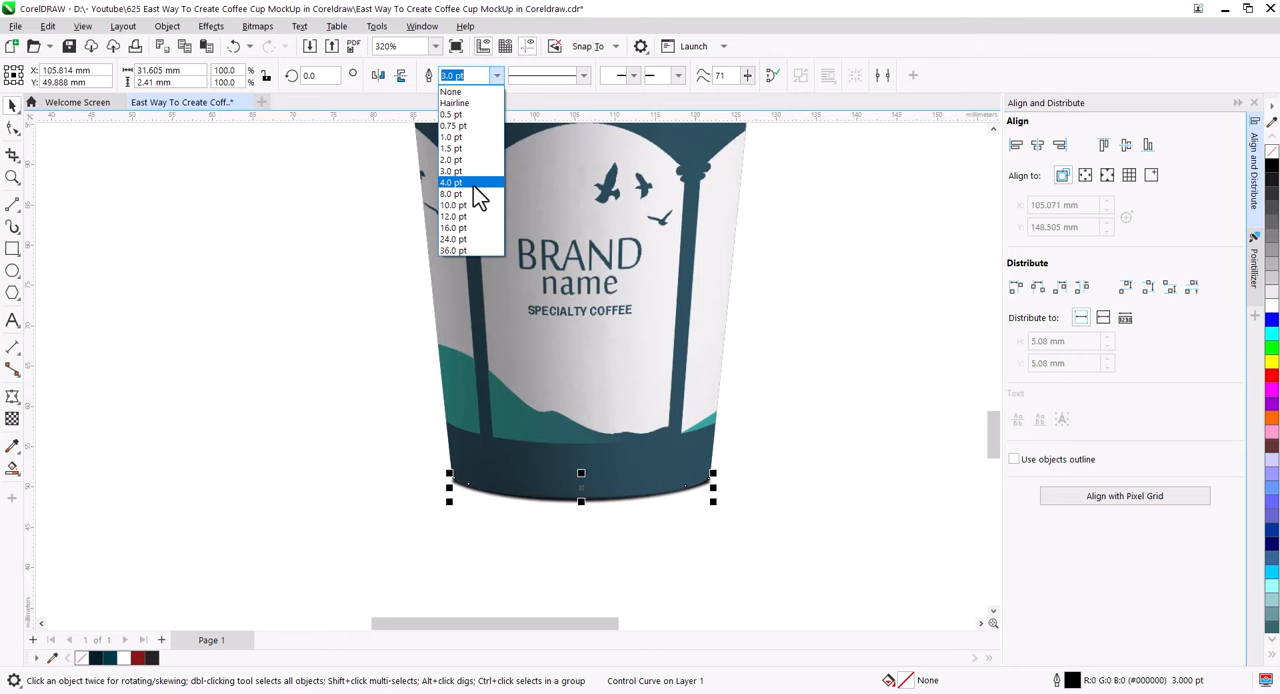 CorelDRAW - D:\- Youtube\625 East Way To Create Coffee Cup MockUp in Coreldraw\East Way To Create Coffee Cup MockUp in Coreldraw.cdr*
File Edit View Layout Object Effects Bitmaps Text Table Tools Window Help
PDF 320% Snap To Launch
X: 105.814 mm 31.605 mm 100.0 % 0.0 3.0 pt 71
Y: 49.888 mm 2.41 mm 100.0 %
Welcome Screen East Way To Create Coff..*
None
Hairline
0.5 pt
0.75 pt
1.0 pt
1.5 pt
2.0 pt
3.0 pt
4.0 pt
8.0 pt
10.0 pt
12.0 pt
16.0 pt
24.0 pt
36.0 pt
millimeters
BRAND
name
SPECIALTY COFFEE
Align and Distribute
Align
Align to:
X: 105.071 mm
Y: 148.505 mm
Distribute
Distribute to:
H: 5.08 mm
V: 5.08 mm
Text
Use objects outline
Align with Pixel Grid
Align and Distribute
Pointillizer
1 of 1 Page 1
Click an object twice for rotating/skewing; dbl-clicking tool selects all objects; Shift+click multi-selects; Alt+click digs; Ctrl+click selects in a group Control Curve on Layer 1 None R:0 G:0 B:0 (#000000) 3.000 pt